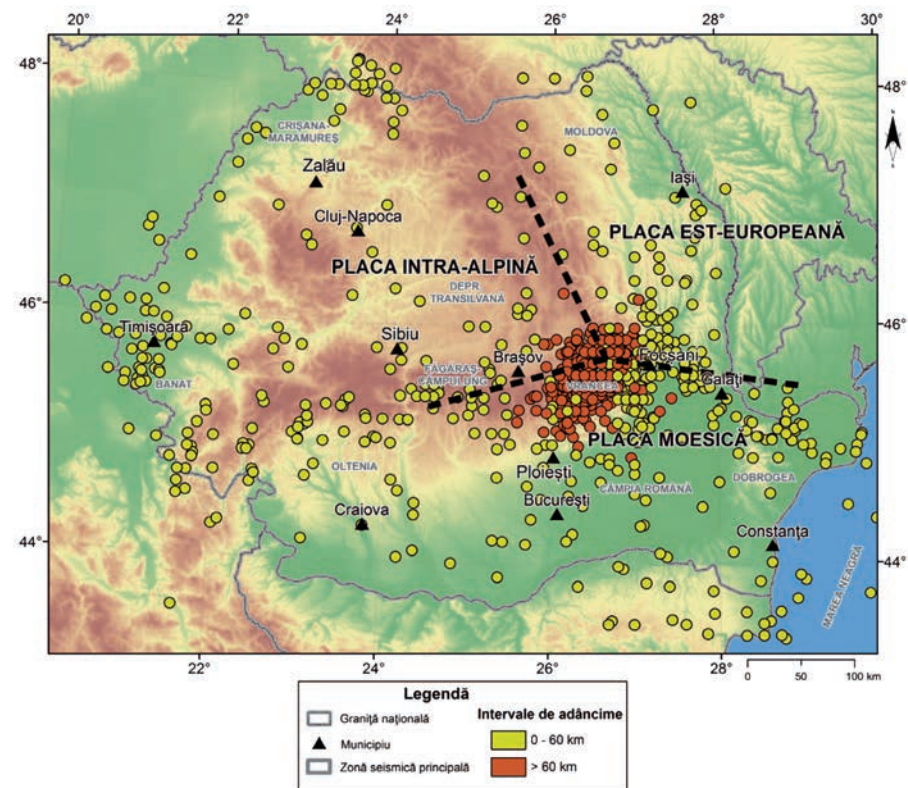 20° 22° 24° 26° 28° 30°
48° 48°
MOLDOVA
CRIȘANA-
MARAMUREȘ
Zalău
Iași
Cluj-Napoca
PLACA EST-EUROPEANĂ
PLACA INTRA-ALPINĂ
DEPR.
TRANSILVANĂ
46° 46°
Timișoara
Sibiu
Brașov
Focșani
FĂGĂRAȘ-
CÂMPULUNG
BANAT
VRANCEA
Galați
PLACA MOESICĂ
Ploiești
OLTENIA
CÂMPIA ROMÂNĂ
DOBROGEA
București
Craiova
Constanța
44° 44°
MAREA NEAGRĂ
22° 24° 26° 28°
0 50 100 km
Legendă
Graniță națională
Municipiu
Zonă seismică principală
Intervale de adâncime
0 - 60 km
> 60 km